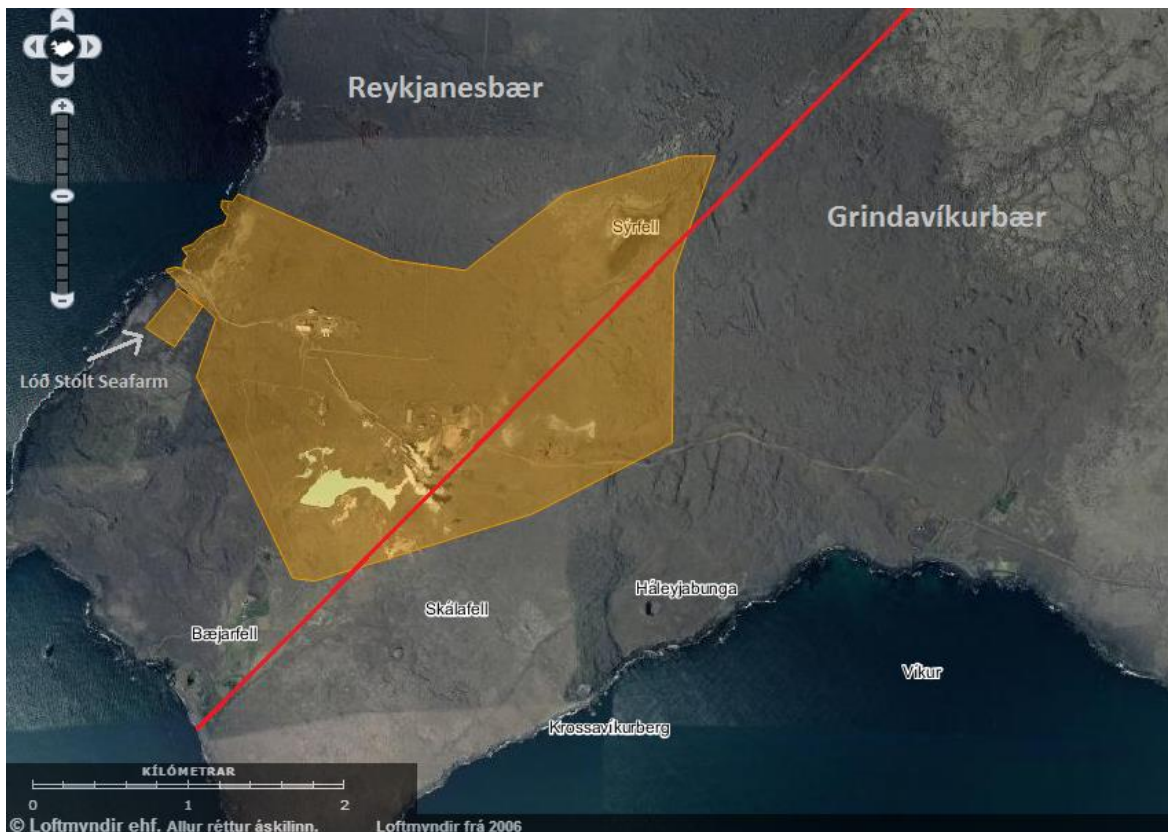 Reykjanesbær
Grindavíkurbær
Sýrfell
Lóð Stólt Seafarm
Háleyjabunga
Skálafell
Bæjarfell
Víkur
Krossavíkurberg
KÍLÓMETRAR
0 1 2
© Loftmyndir ehf. Allur réttur áskilinn. Loftmyndir frá 2006